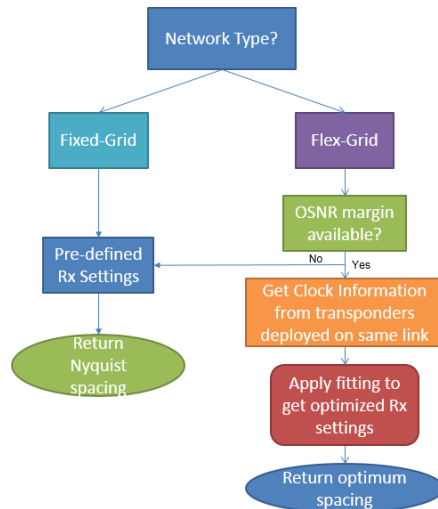 Network Type?
Fixed-Grid
Flex-Grid
OSNR margin
available?
No
Yes
Pre-defined
Rx Settings
Get Clock Information
from transponders
deployed on same link
Return
Nyquist
spacing
Apply fitting to
get optimized Rx
settings
Return optimum
spacing